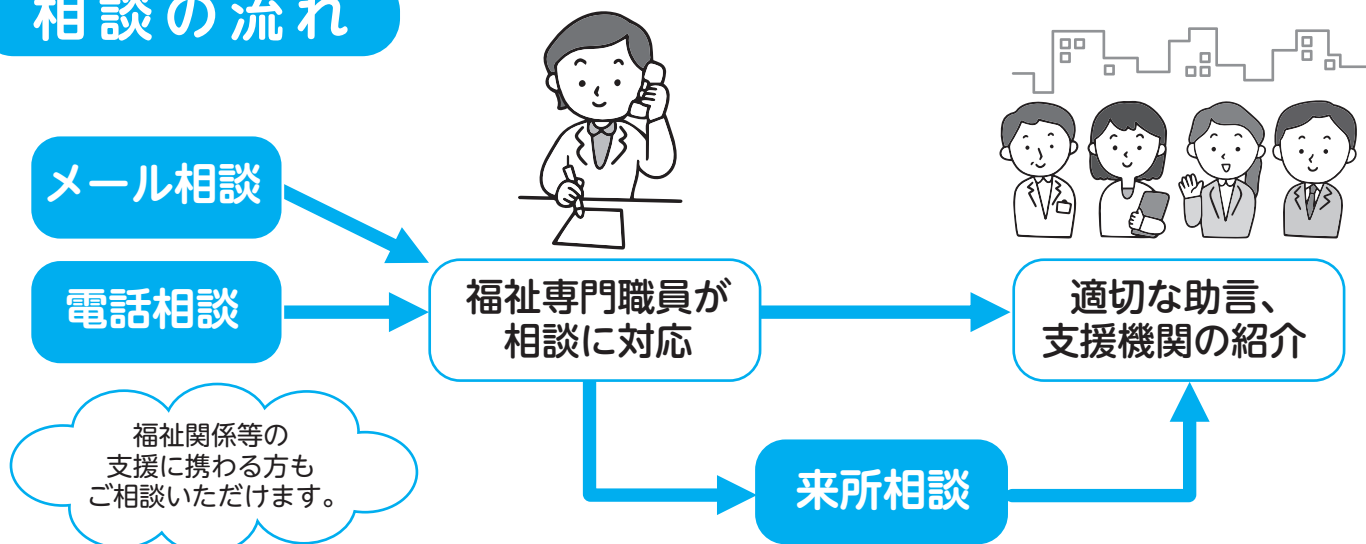 相談の流れ
メール相談
電話相談
福祉専門職員が
相談に対応
適切な助言、
支援機関の紹介
来所相談
福祉関係等の
支援に携わる方も
ご相談いただけます。